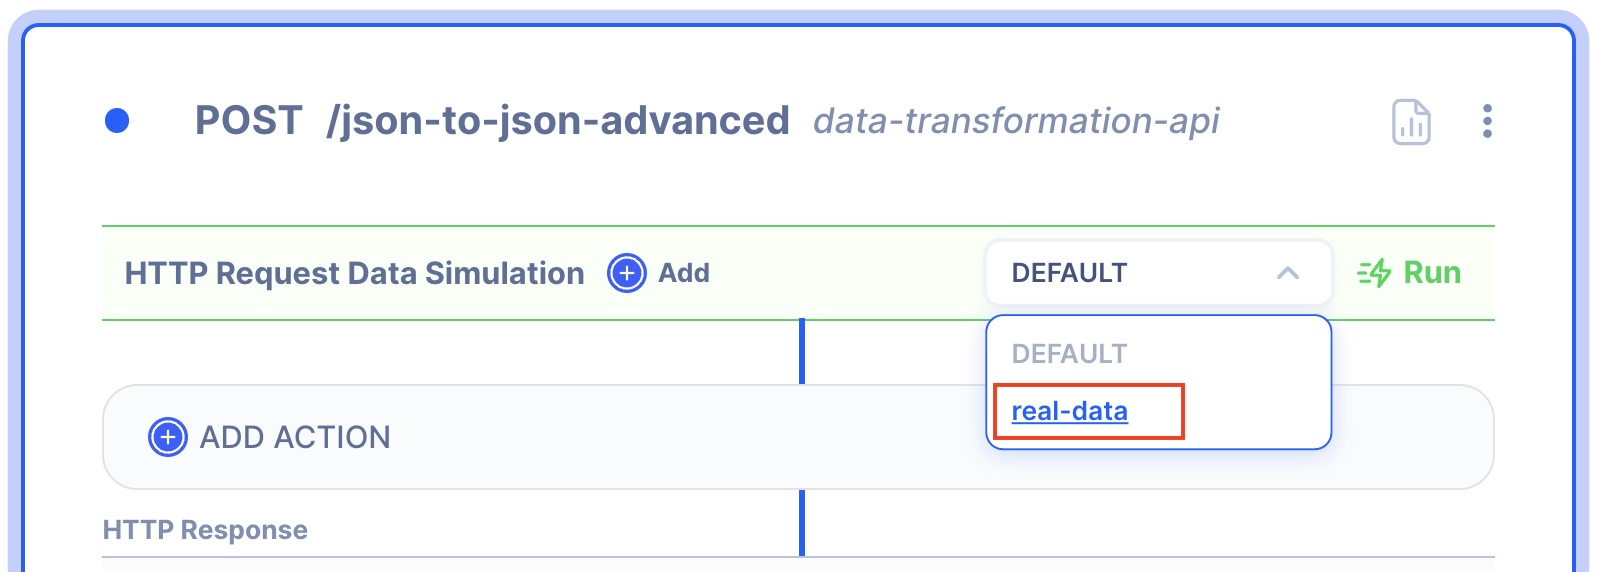 POST /json-to-json-advanced data-transformation-api
HTTP Request Data Simulation Add DEFAULT Run
DEFAULT
real-data
ADD ACTION
HTTP Response